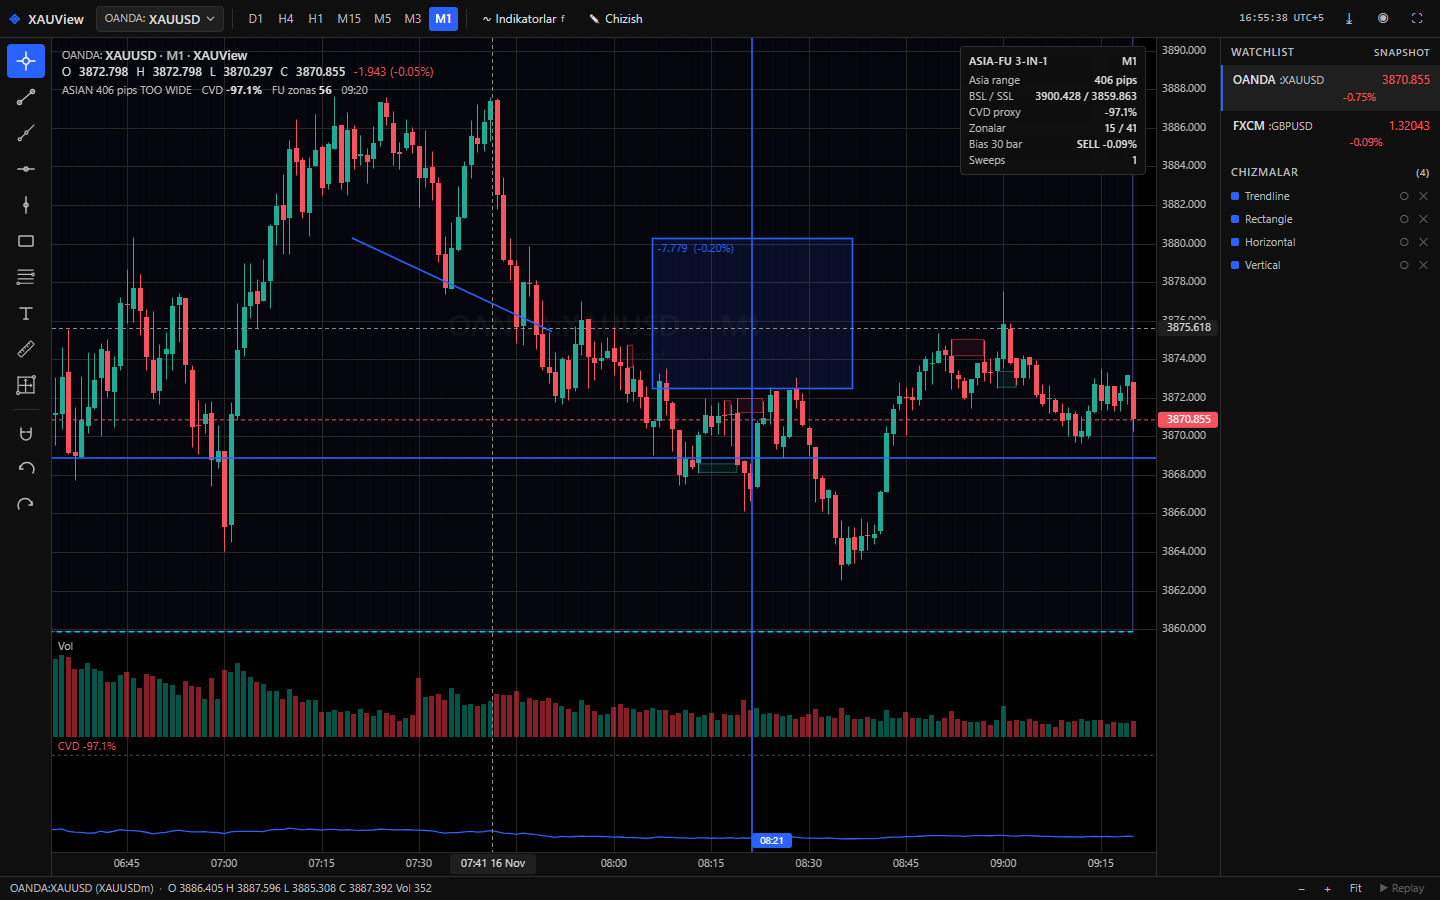 XAUView OANDA: XAUUSD D1 H4 H1 M15 M5 M3 M1 Indikatorlar f Chizish 16:55:38 UTC+5
OANDA: XAUUSD · M1 · XAUView
O 3872.798 H 3872.798 L 3870.297 C 3870.855 -1.943 (-0.05%)
ASIAN 406 pips TOO WIDE CVD -97.1% FU zonas 56 09:20
ASIA-FU 3-IN-1 M1
Asia range 406 pips
BSL / SSL 3900.428 / 3859.863
CVD proxy -97.1%
Zonalar 15 / 41
Bias 30 bar SELL -0.09%
Sweeps 1
-7.779 (-0.20%)
OANDA:XAUUSD · M1
3890.000
3888.000
3886.000
3884.000
3882.000
3880.000
3878.000
3876.000
3875.618
3874.000
3872.000
3870.855
3870.000
3868.000
3866.000
3864.000
3862.000
3860.000
WATCHLIST SNAPSHOT
OANDA :XAUUSD 3870.855
-0.75%
FXCM :GBPUSD 1.32043
-0.09%
CHIZMALAR (4)
Trendline
Rectangle
Horizontal
Vertical
Vol
CVD -97.1%
08:21
06:45 07:00 07:15 07:30 07:41 16 Nov 08:00 08:15 08:30 08:45 09:00 09:15
OANDA:XAUUSD (XAUUSDm) · O 3886.405 H 3887.596 L 3885.308 C 3887.392 Vol 352
− + Fit Replay